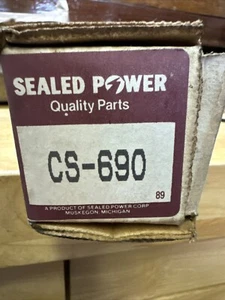 SEALED POWER
Quality Parts
CS-690
89
A PRODUCT OF SEALED POWER CORP.
MUSKEGON, MICHIGAN